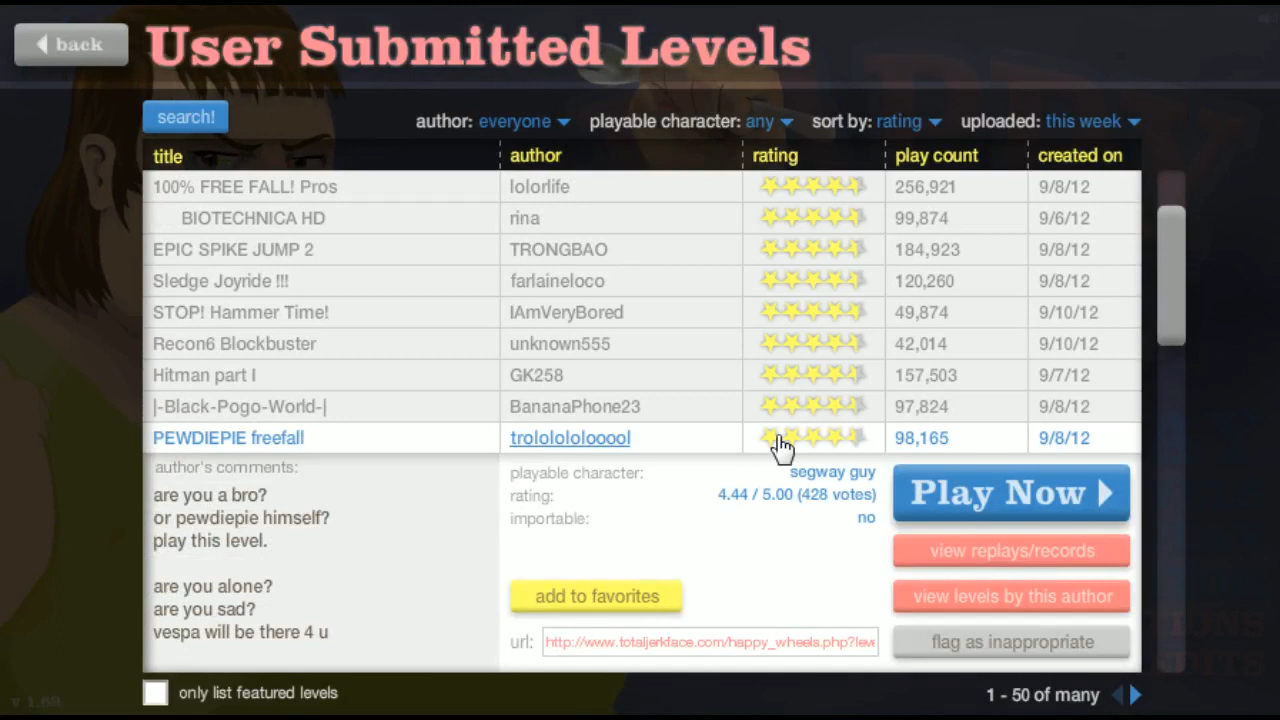 back
User Submitted Levels
search!
author: everyone playable character: any sort by: rating uploaded: this week
title author rating play count created on
100% FREE FALL! Pros lolorlife 256,921 9/8/12
BIOTECHNICA HD rina 99,874 9/6/12
EPIC SPIKE JUMP 2 TRONGBAO 184,923 9/8/12
Sledge Joyride !!! farlaineloco 120,260 9/8/12
STOP! Hammer Time! IAmVeryBored 49,874 9/10/12
Recon6 Blockbuster unknown555 42,014 9/10/12
Hitman part I GK258 157,503 9/7/12
|-Black-Pogo-World-| BananaPhone23 97,824 9/8/12
PEWDIEPIE freefall trolololololoool 98,165 9/8/12
author's comments:
are you a bro?
or pewdiepie himself?
play this level.
are you alone?
are you sad?
vespa will be there 4 u
playable character: segway guy
rating: 4.44 / 5.00 (428 votes)
importable: no
add to favorites
url: http://www.totaljerkface.com/happy_wheels.php?leve
Play Now
view replays/records
view levels by this author
flag as inappropriate
only list featured levels
1 - 50 of many
v 1.68